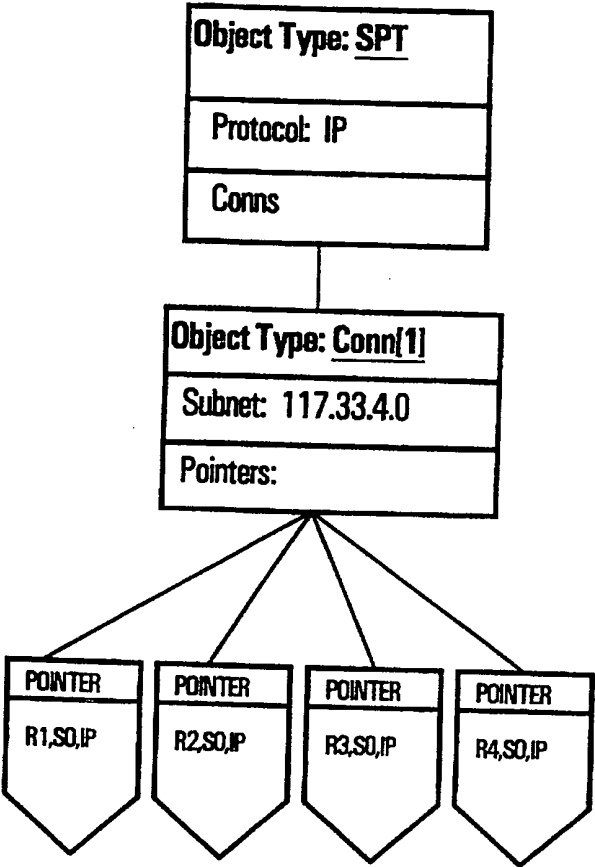 Object Type: SPT
Protocol: IP
Conns
Object Type: Conn[1]
Subnet: 117.33.4.0
Pointers:
POINTER POINTER POINTER POINTER
R1,S0,IP R2,S0,IP R3,S0,IP R4,S0,IP